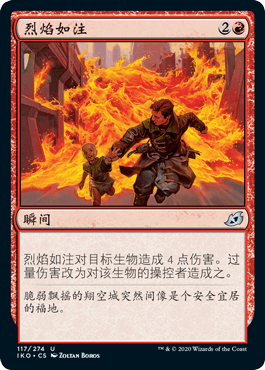 烈焰如注 2
瞬间
烈焰如注对目标生物造成 4 点伤害。过
量伤害改为对该生物的操控者造成之。
脆弱飘摇的翔空域突然间像是个安全宜居
的福地。
117/274 U
IKO • CS ZOLTAN BOROS
™ & © 2020 Wizards of the Coast